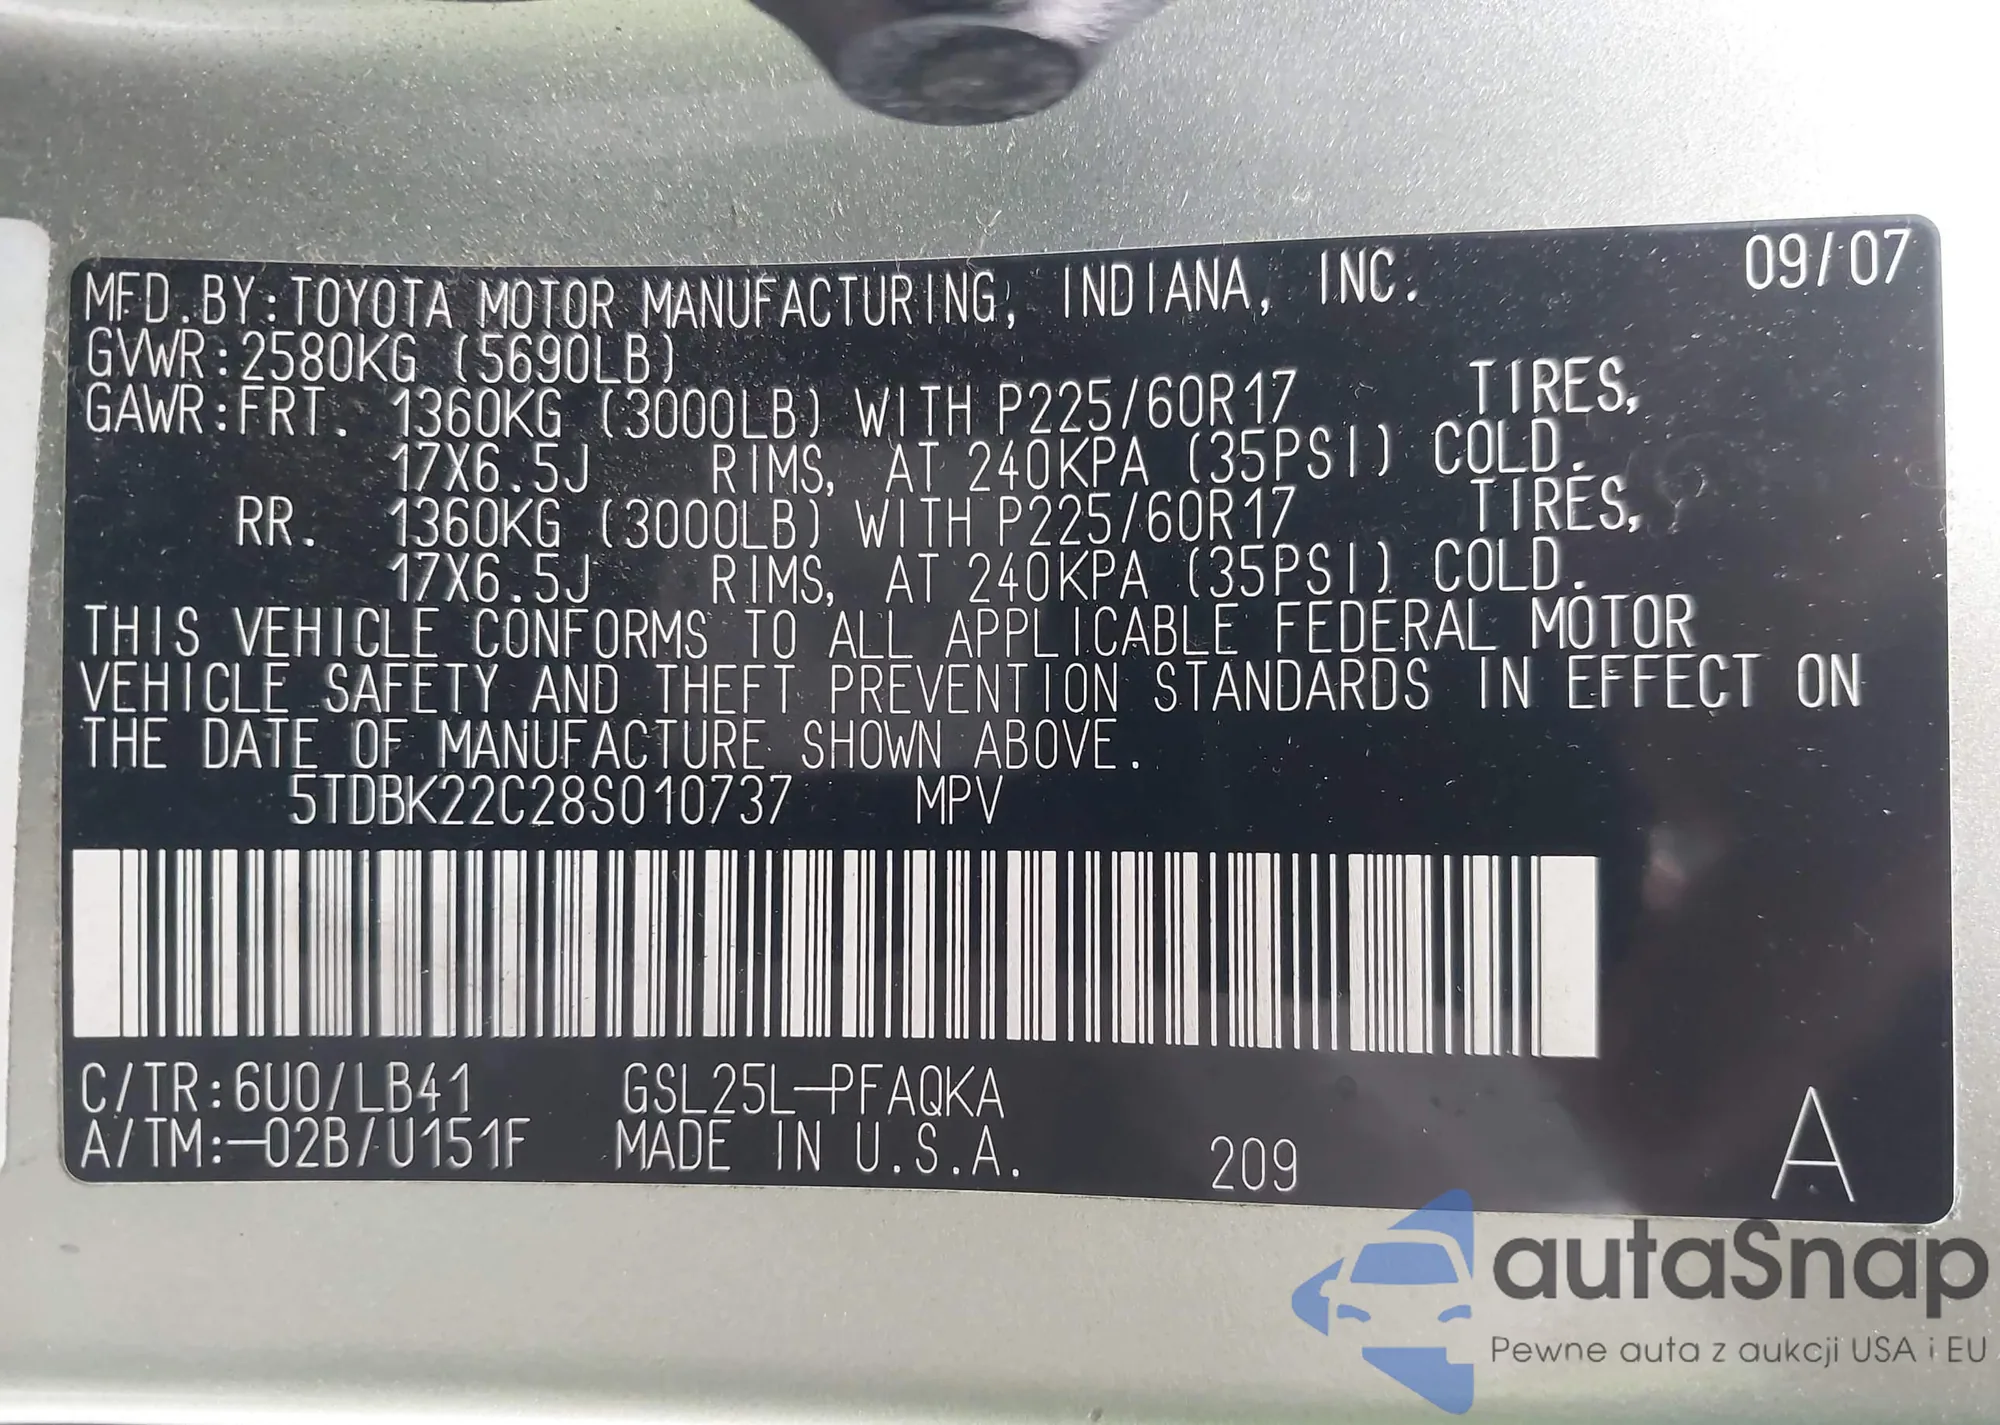 09/07
MFD.BY:TOYOTA MOTOR MANUFACTURING, INDIANA, INC.
GVWR:2580KG (5690LB)
GAWR:FRT. 1360KG (3000LB) WITH P225/60R17 TIRES,
17X6.5J RIMS, AT 240KPA (35PSI) COLD.
RR. 1360KG (3000LB) WITH P225/60R17 TIRES,
17X6.5J RIMS, AT 240KPA (35PSI) COLD.
THIS VEHICLE CONFORMS TO ALL APPLICABLE FEDERAL MOTOR
VEHICLE SAFETY AND THEFT PREVENTION STANDARDS IN EFFECT ON
THE DATE OF MANUFACTURE SHOWN ABOVE.
5TDBK22C28S010737 MPV
C/TR:6U0/LB41 GSL25L-PFAQKA
A/TM:-02B/U151F MADE IN U.S.A. 209 A
autaSnap
Pewne auta z aukcji USA i EU